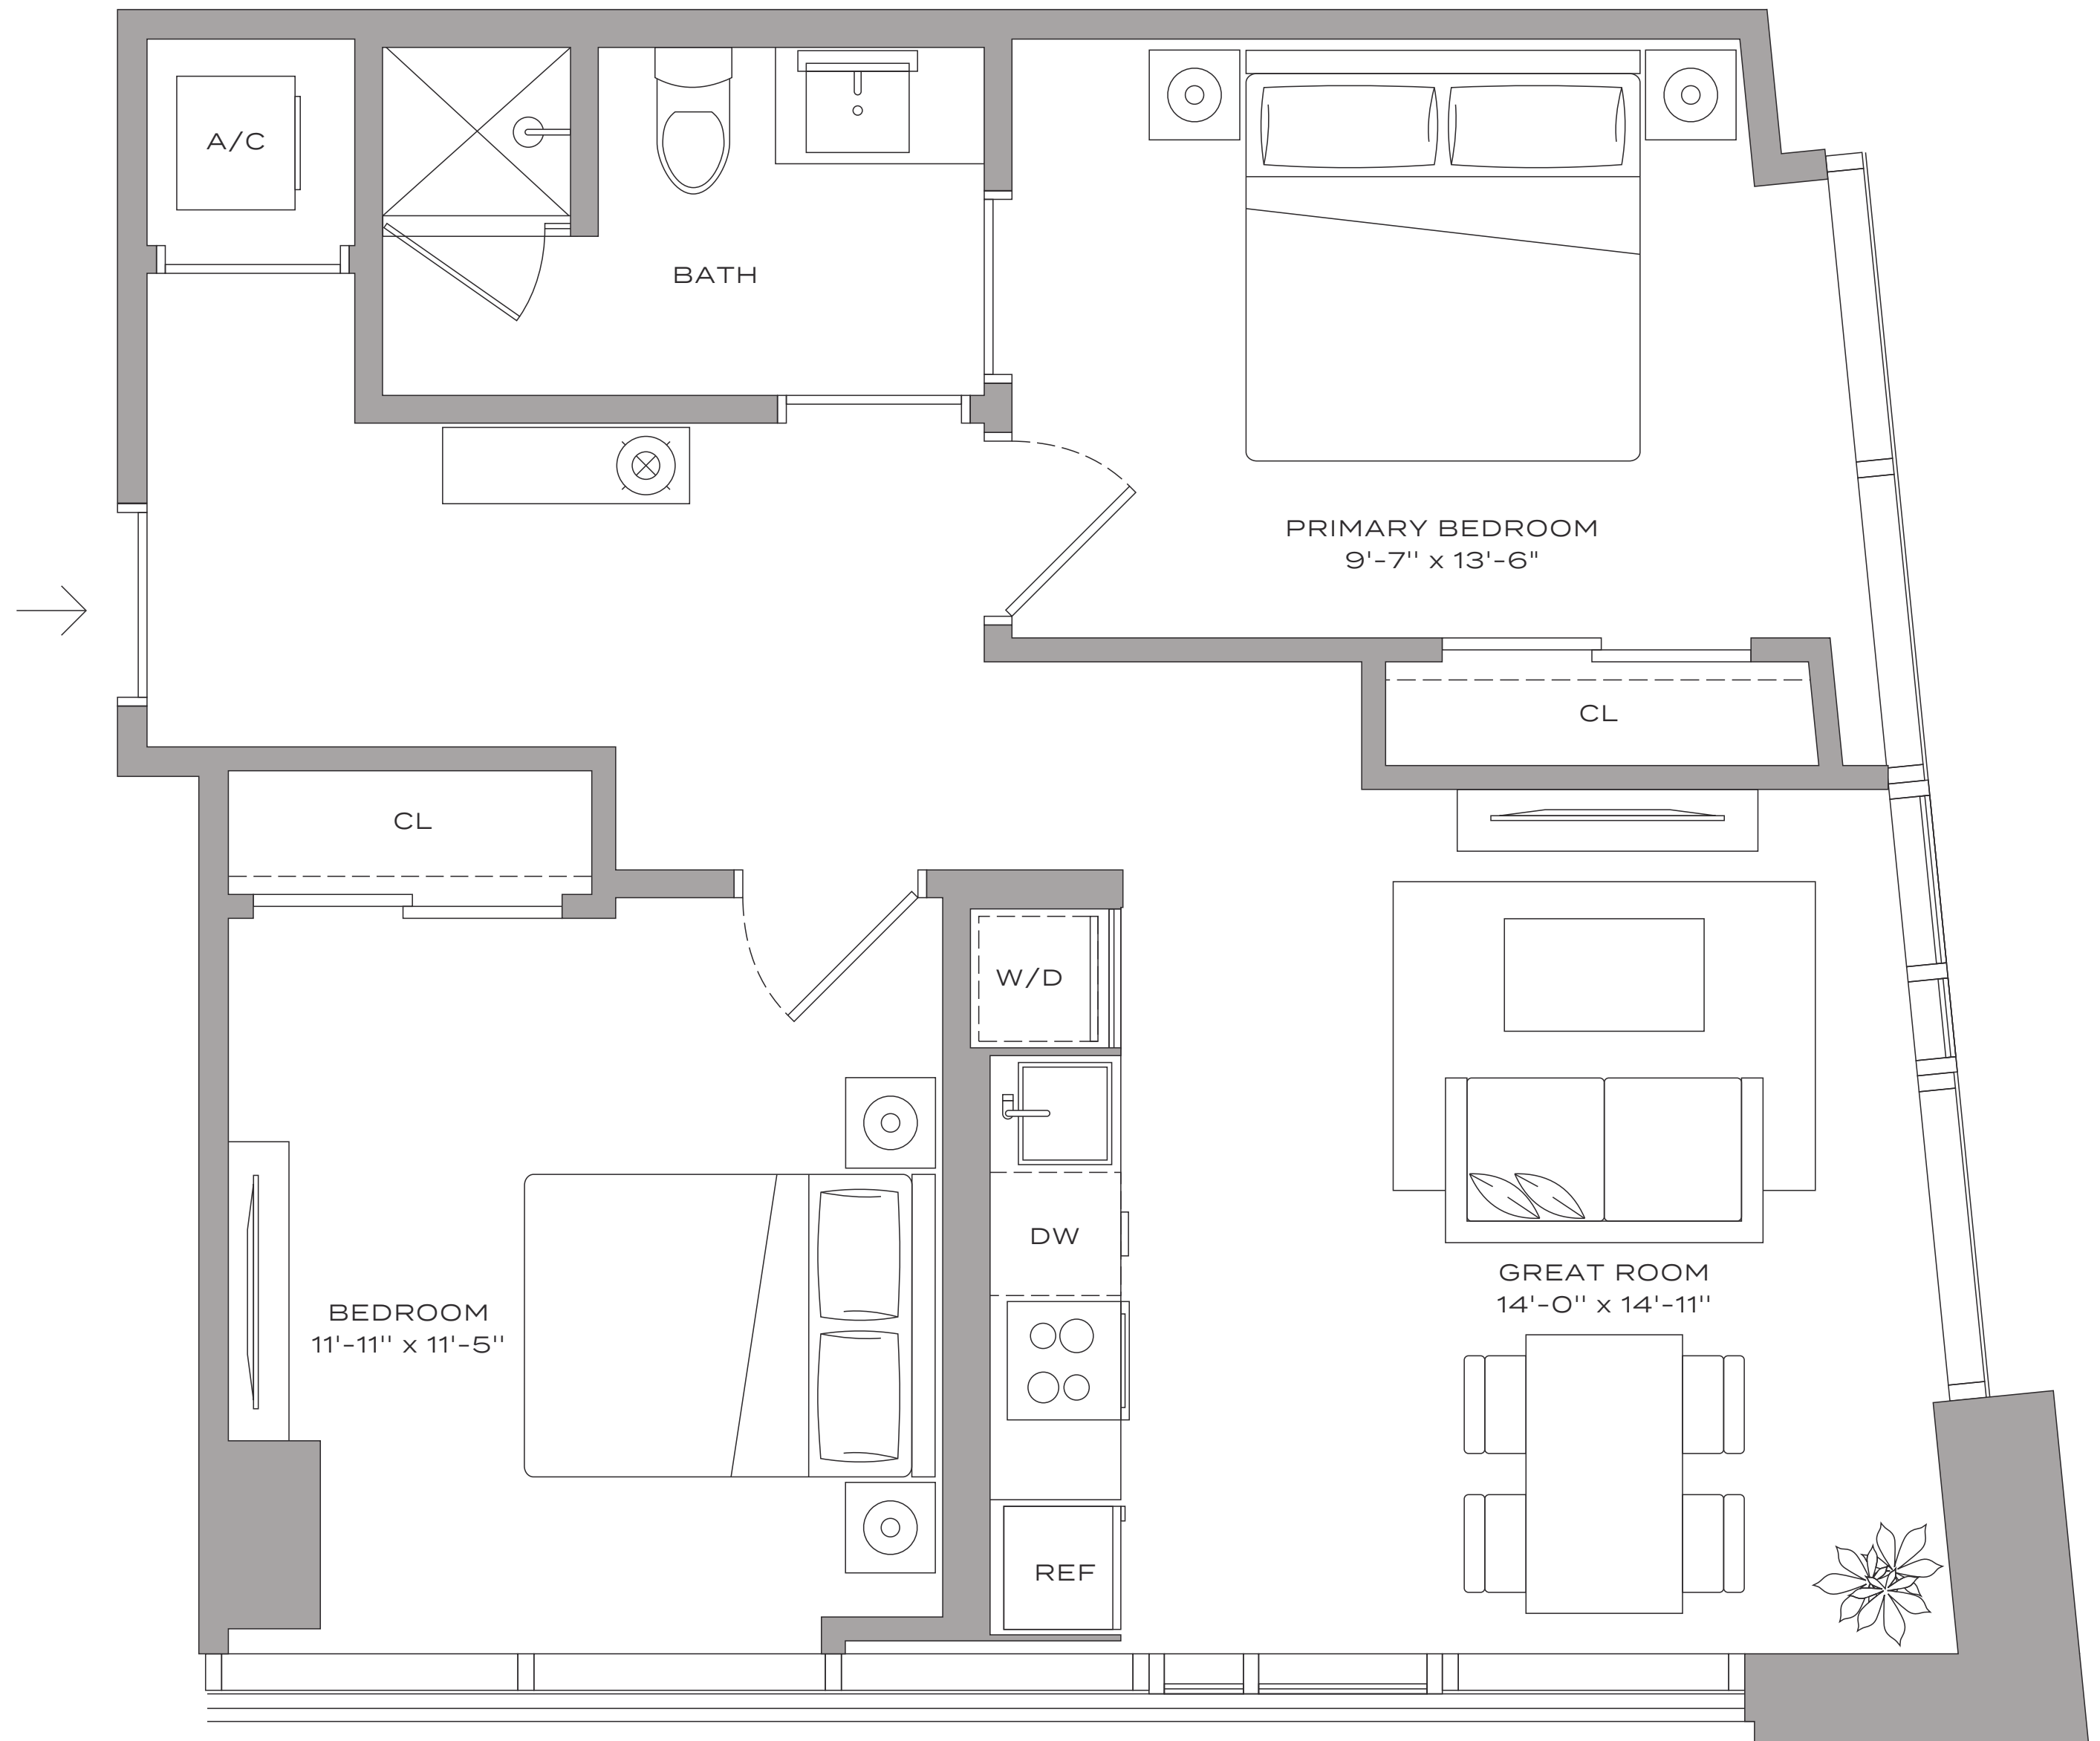 A/C
BATH
PRIMARY BEDROOM
9'-7" x 13'-6"
CL
CL
W/D
DW
GREAT ROOM
14'-0" x 14'-11"
BEDROOM
11'-11" x 11'-5"
REF